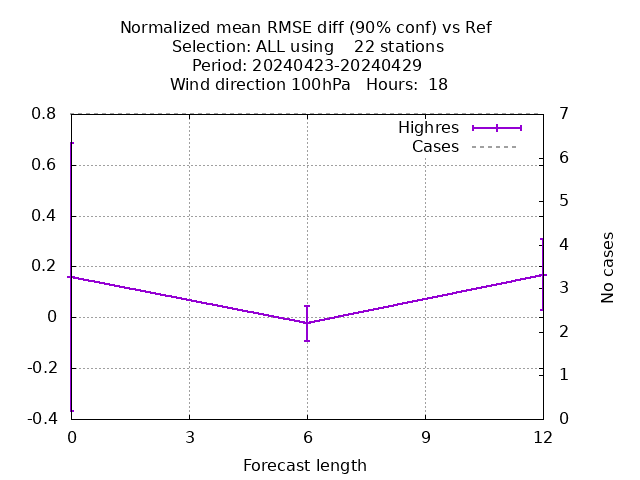 Normalized mean RMSE diff (90% conf) vs Ref
Selection: ALL using    22 stations
Period: 20240423-20240429
Wind direction 100hPa   Hours:  18
Highres
Cases
0.8
0.6
0.4
0.2
0
-0.2
-0.4
7
6
5
4
3
2
1
0
No cases
0 3 6 9 12
Forecast length